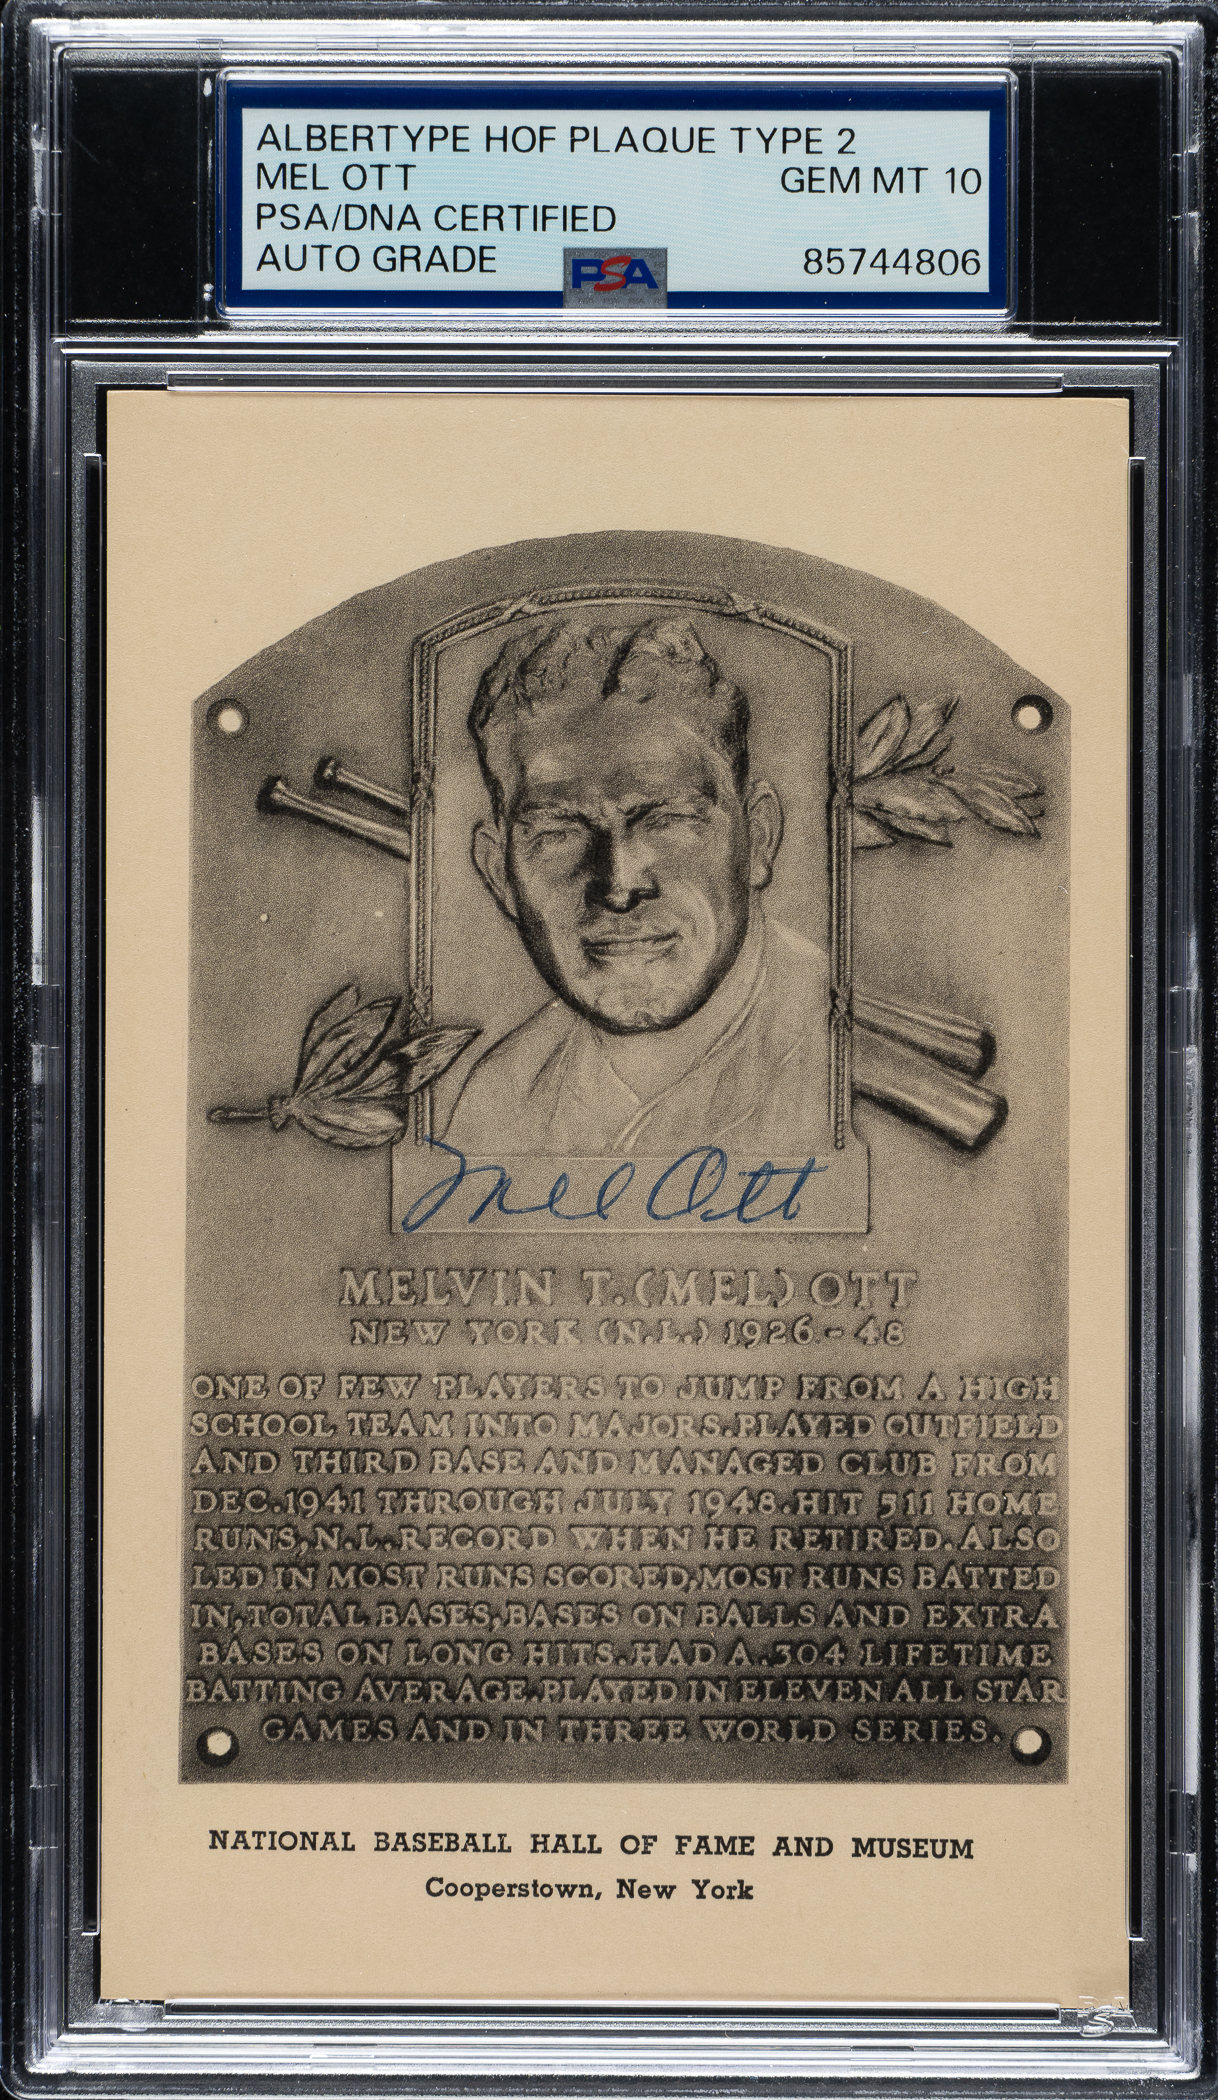 ALBERTYPE HOF PLAQUE TYPE 2
MEL OTT GEM MT 10
PSA/DNA CERTIFIED
AUTO GRADE PSA 85744806
Mel Ott
MELVIN T. (MEL) OTT
NEW YORK (N.L.) 1926 - 48
ONE OF FEW PLAYERS TO JUMP FROM A HIGH
SCHOOL TEAM INTO MAJORS. PLAYED OUTFIELD
AND THIRD BASE AND MANAGED CLUB FROM
DEC. 1941 THROUGH JULY 1948. HIT 511 HOME
RUNS, N.L. RECORD WHEN HE RETIRED. ALSO
LED IN MOST RUNS SCORED, MOST RUNS BATTED
IN, TOTAL BASES, BASES ON BALLS AND EXTRA
BASES ON LONG HITS. HAD A .304 LIFETIME
BATTING AVERAGE. PLAYED IN ELEVEN ALL STAR
GAMES AND IN THREE WORLD SERIES.
NATIONAL BASEBALL HALL OF FAME AND MUSEUM
Cooperstown, New York